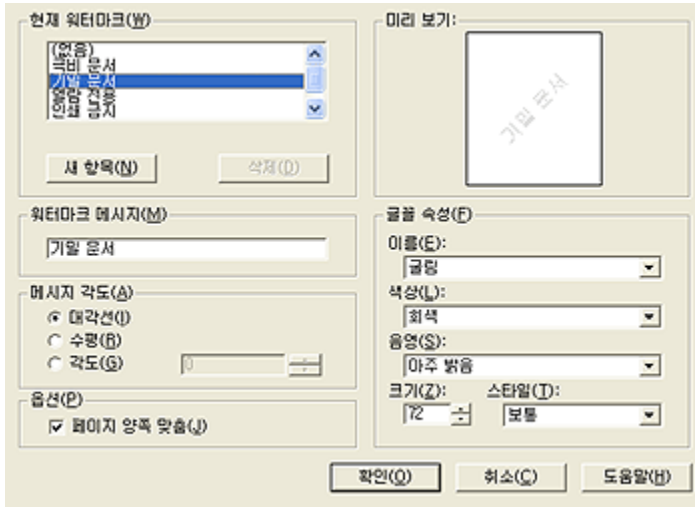 현재 워터마크(W)
(없음)
극비 문서
기밀 문서
열람 전용
인쇄 금지
새 항목(N)
삭제(D)
워터마크 메시지(M)
기밀 문서
메시지 각도(A)
대각선(I)
수평(R)
각도(G)
0
옵션(P)
페이지 양쪽 맞춤(J)
미리 보기:
기밀 문서
글꼴 속성(F)
이름(E):
굴림
색상(L):
회색
음영(S):
아주 밝음
크기(Z):
스타일(T):
72
보통
확인(O)
취소(C)
도움말(H)